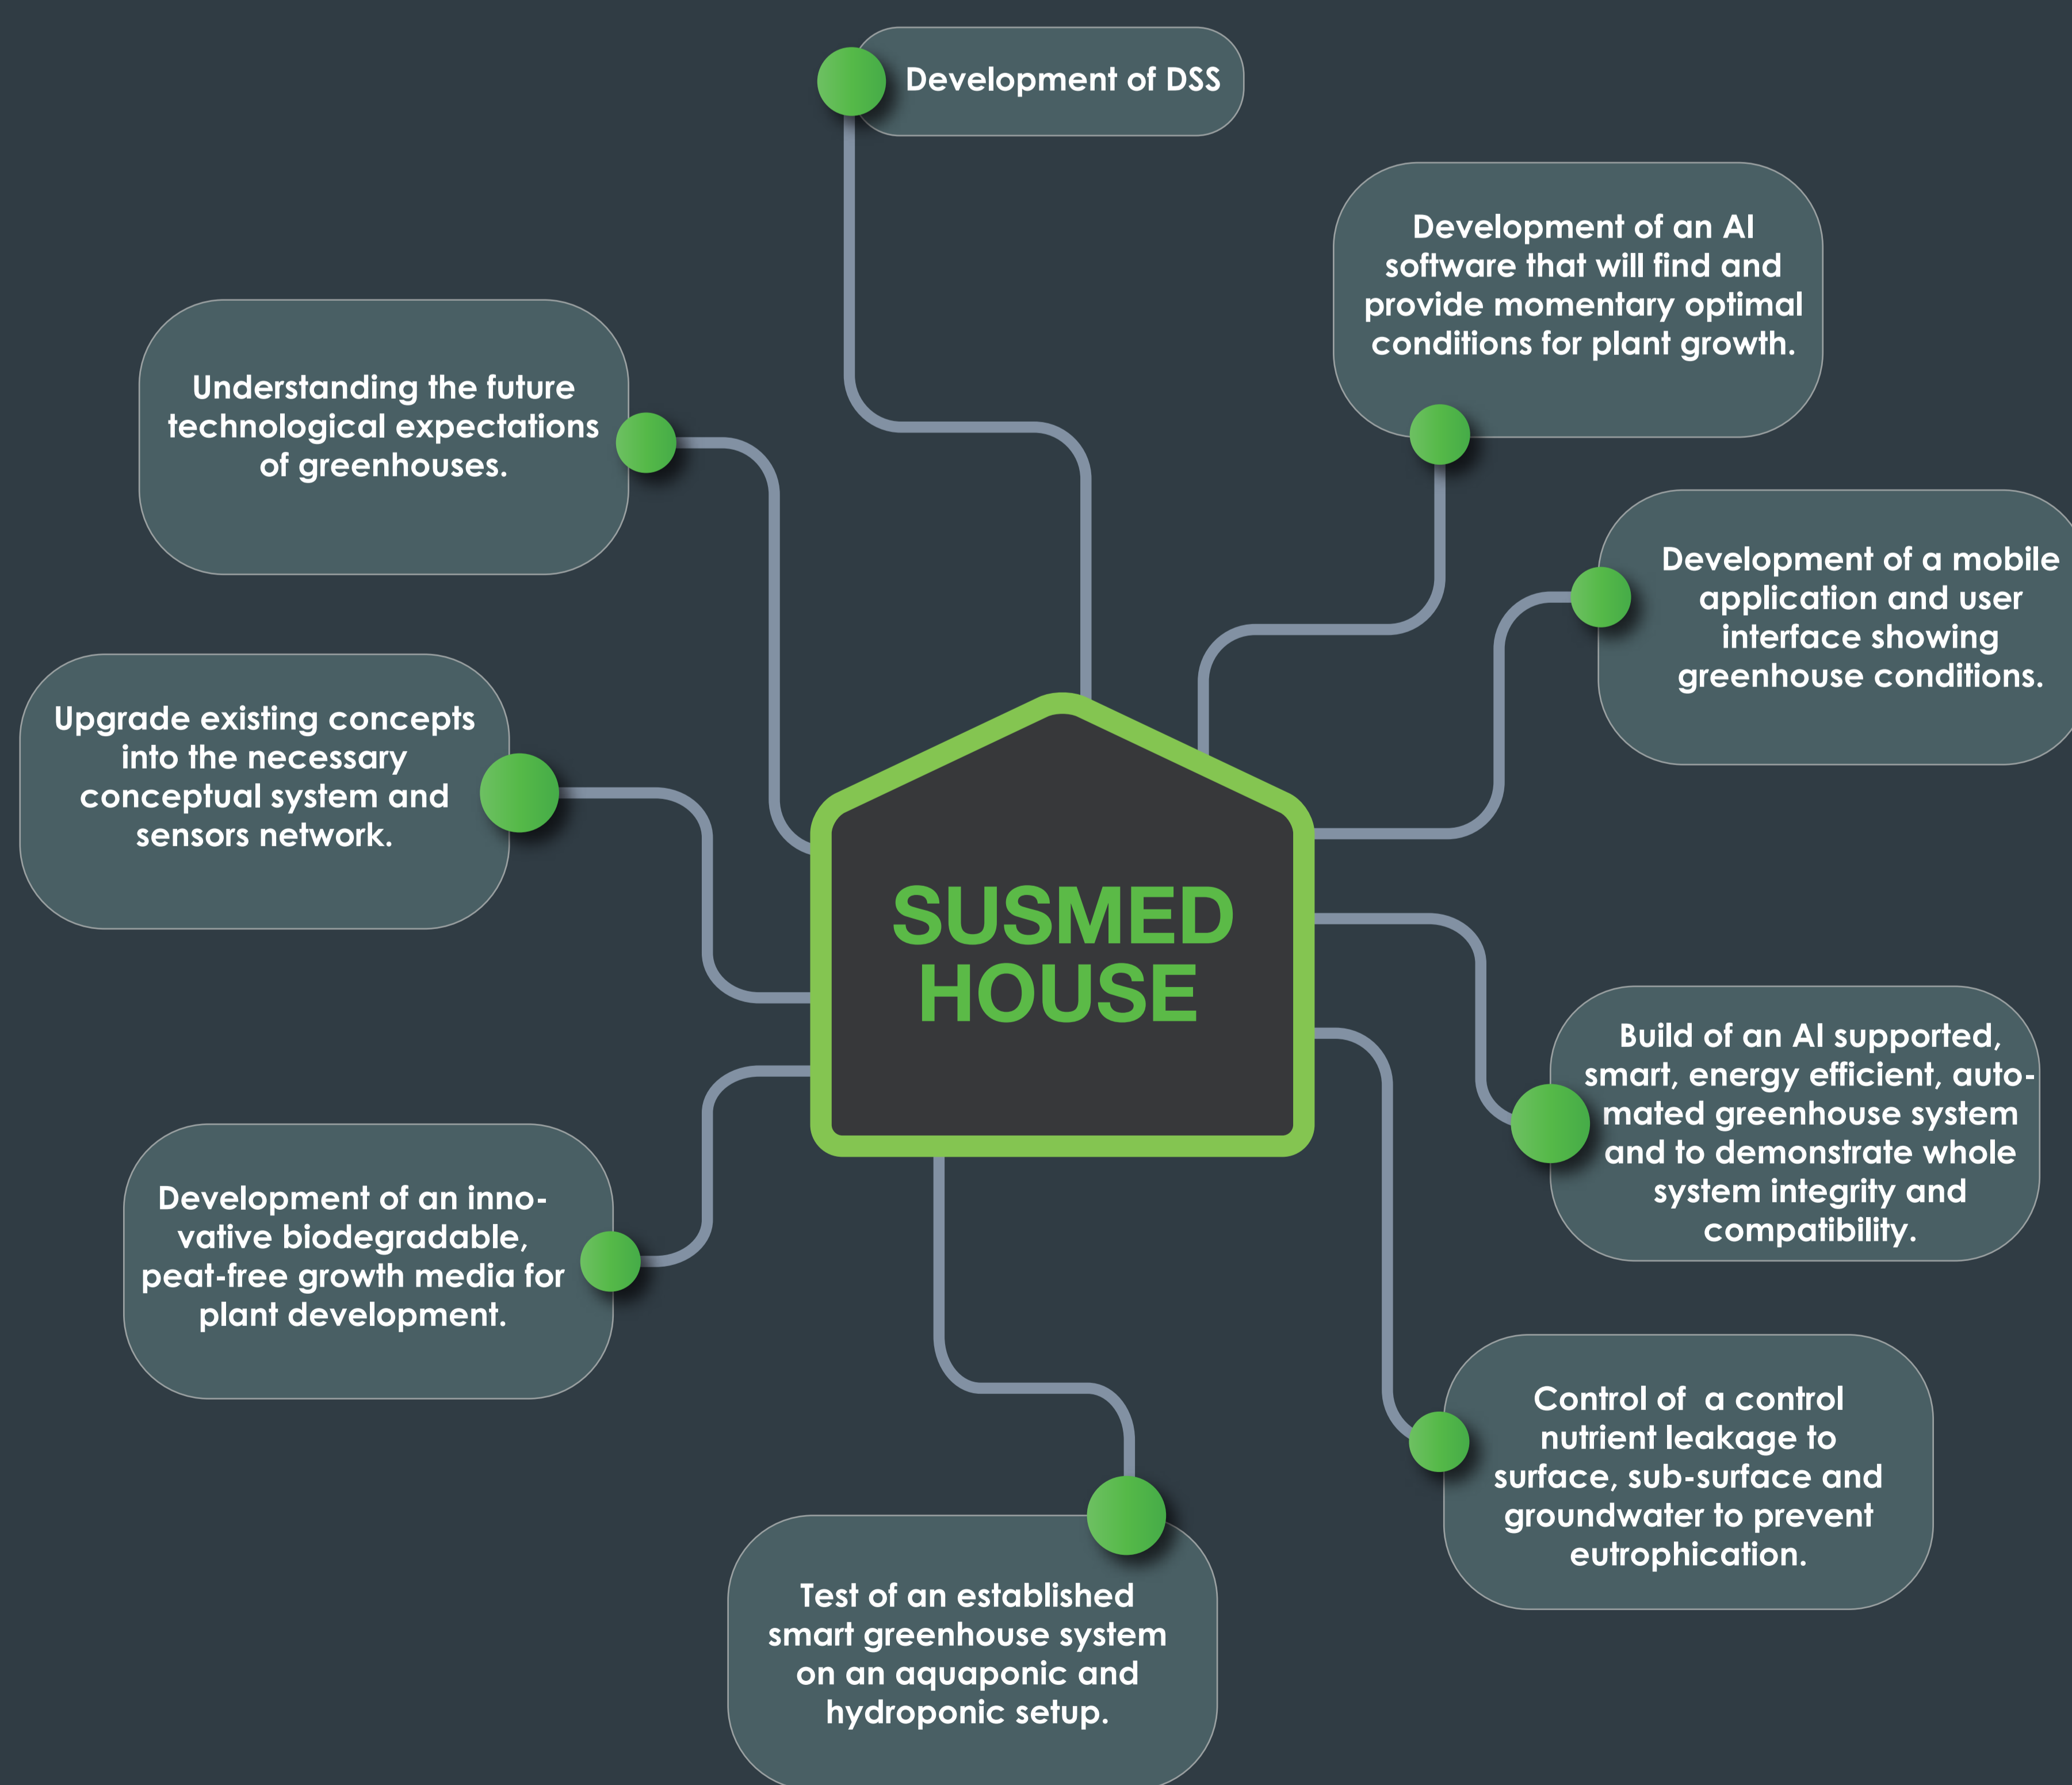 Development of DSS
Development of an AI
software that will find and
provide momentary optimal
conditions for plant growth.
Understanding the future
technological expectations
of greenhouses.
Development of a mobile
application and user
interface showing
greenhouse conditions.
Upgrade existing concepts
into the necessary
conceptual system and
sensors network.
SUSMED
HOUSE
Build of an AI supported,
smart, energy efficient, auto-
mated greenhouse system
and to demonstrate whole
system integrity and
compatibility.
Development of an inno-
vative biodegradable,
peat-free growth media for
plant development.
Control of  a control
nutrient leakage to
surface, sub-surface and
groundwater to prevent
eutrophication.
Test of an established
smart greenhouse system
on an aquaponic and
hydroponic setup.